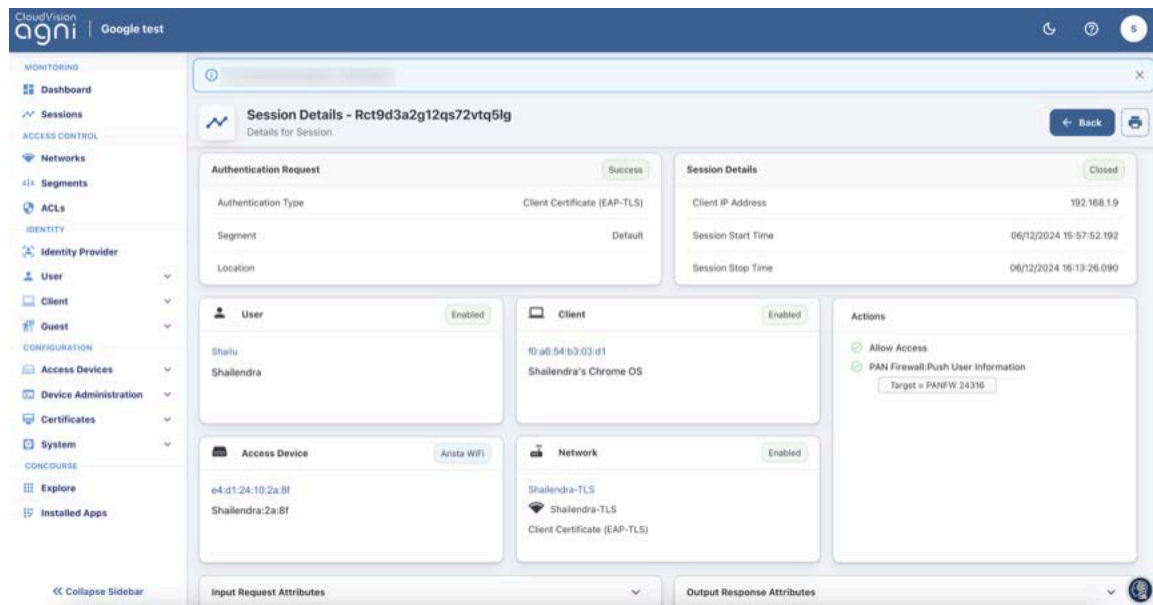 CloudVision
agni
Google test
S
MONITORING
Dashboard
Sessions
ACCESS CONTROL
Networks
Segments
ACLs
IDENTITY
Identity Provider
User
Client
Guest
CONFIGURATION
Access Devices
Device Administration
Certificates
System
CONCOURSE
Explore
Installed Apps
Collapse Sidebar
Session Details - Rct9d3a2g12qs72vtq5lg
Details for Session
Back
Authentication Request Success
Authentication Type Client Certificate (EAP-TLS)
Segment Default
Location
Session Details Closed
Client IP Address 192.168.1.9
Session Start Time 06/12/2024 15:57:52.192
Session Stop Time 06/12/2024 16:13:26.090
User Enabled
Shailu
Shailendra
Client Enabled
f0:a6:54:b3:03:d1
Shailendra's Chrome OS
Actions
Allow Access
PAN Firewall:Push User Information
Target = PANFW 24316
Access Device Arista WiFi
e4:d1:24:10:2a:8f
Shailendra:2a:8f
Network Enabled
Shailendra-TLS
Shailendra-TLS
Client Certificate (EAP-TLS)
Input Request Attributes
Output Response Attributes